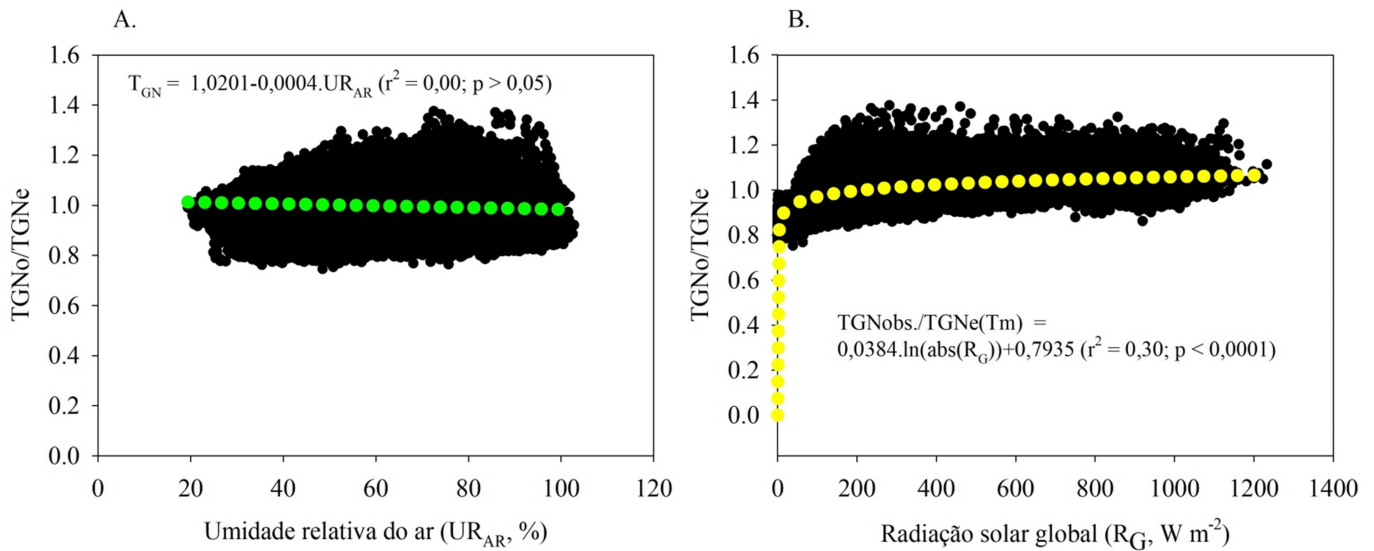 A.
T_GN = 1,0201-0,0004.UR_AR (r² = 0,00; p > 0,05)
1.6
1.4
1.2
1.0
0.8
0.6
0.4
0.2
0.0
TGNo/TGNe
0 20 40 60 80 100 120
Umidade relativa do ar (UR_AR, %)
B.
1.6
1.4
1.2
1.0
0.8
0.6
0.4
0.2
0.0
TGNo/TGNe
TGNobs./TGNe(Tm) =
0,0384.ln(abs(R_G))+0,7935 (r² = 0,30; p < 0,0001)
0 200 400 600 800 1000 1200 1400
Radiação solar global (R_G, W m⁻²)